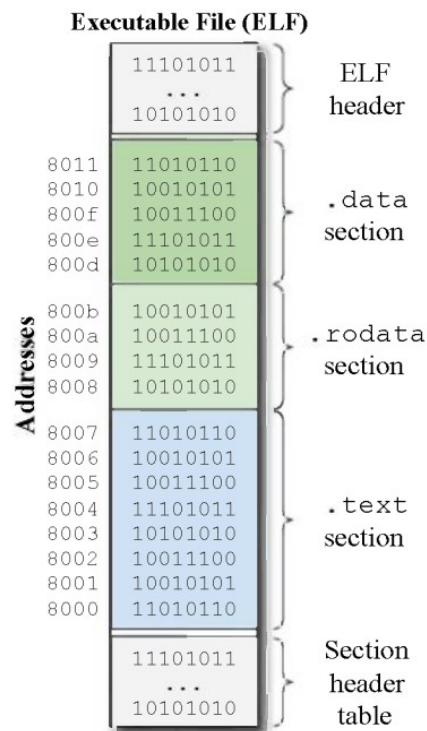 Executable File (ELF)
11101011
...
10101010
ELF
header
8011 11010110
8010 10010101
800f 10011100
800e 11101011
800d 10101010
.data
section
800b 10010101
800a 10011100
8009 11101011
8008 10101010
.rodata
section
Addresses
8007 11010110
8006 10010101
8005 10011100
8004 11101011
8003 10101010
8002 10011100
8001 10010101
8000 11010110
.text
section
11101011
...
10101010
Section
header
table